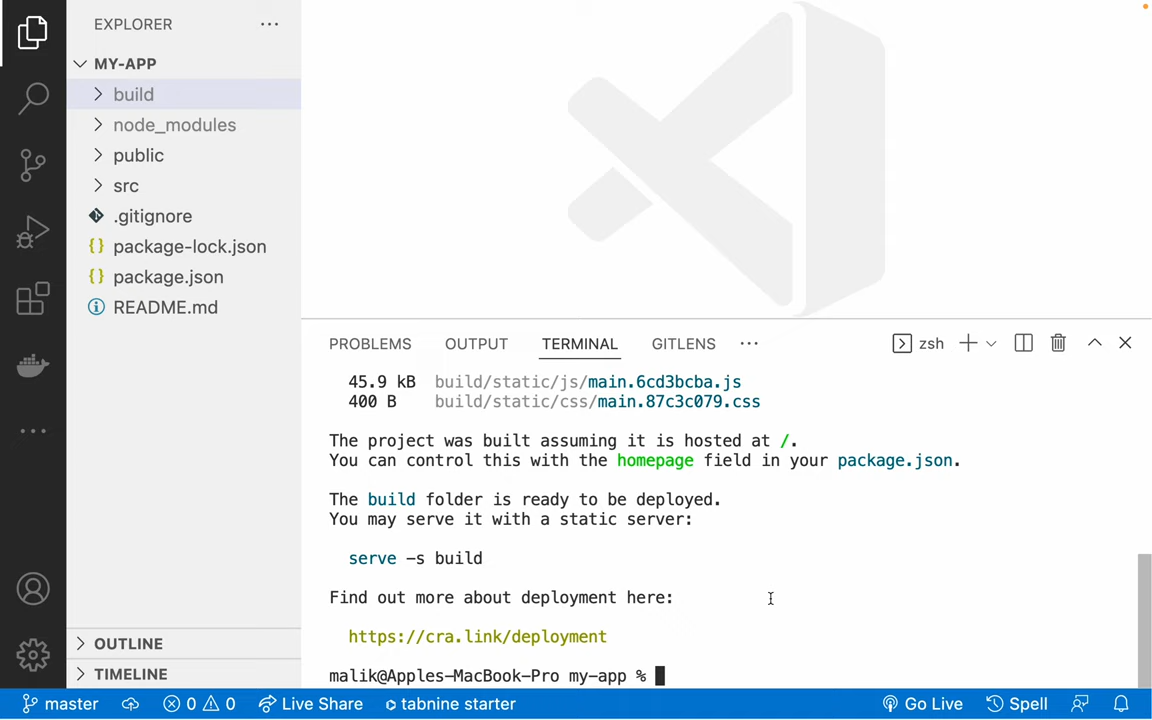 EXPLORER
MY-APP
build
node_modules
public
src
.gitignore
package-lock.json
package.json
README.md
OUTLINE
TIMELINE
PROBLEMS OUTPUT TERMINAL GITLENS zsh
45.9 kB build/static/js/main.6cd3bcba.js
400 B build/static/css/main.87c3c079.css
The project was built assuming it is hosted at /.
You can control this with the homepage field in your package.json.
The build folder is ready to be deployed.
You may serve it with a static server:
serve -s build
Find out more about deployment here:
https://cra.link/deployment
malik@Apples-MacBook-Pro my-app %
master 0 0 Live Share tabnine starter Go Live Spell